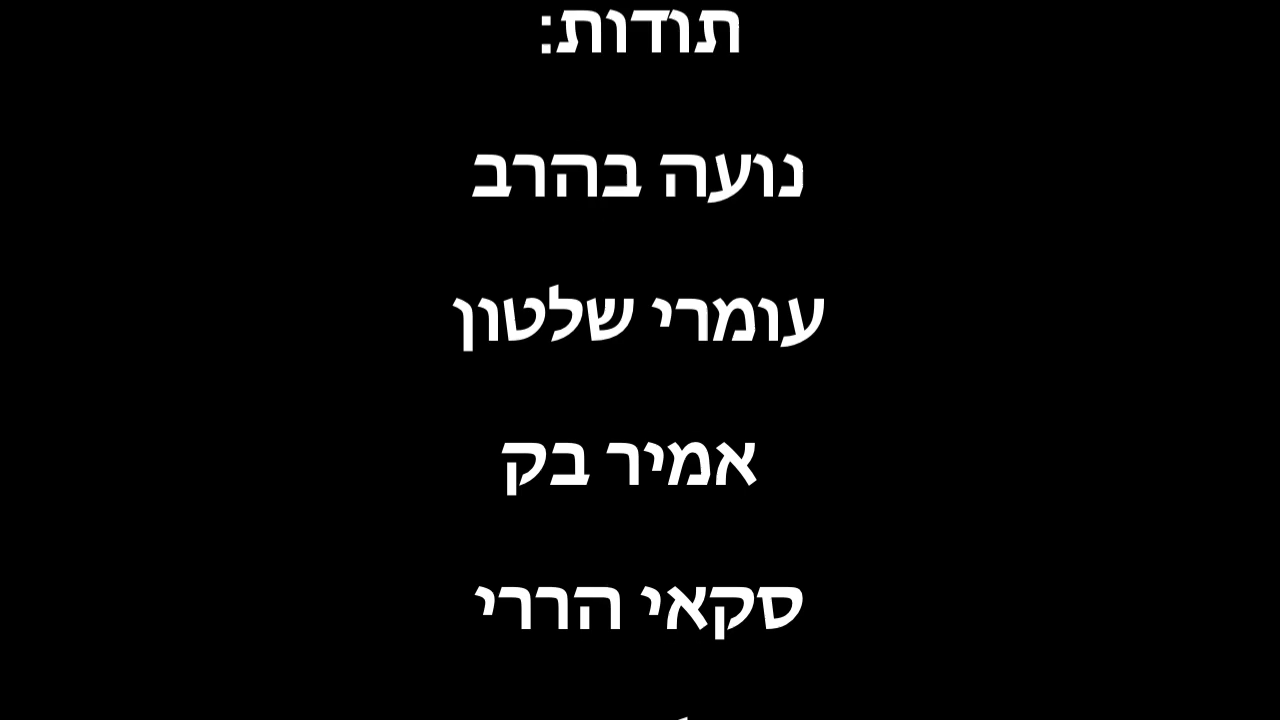 תודות:
נועה בהרב
עומרי שלטון
אמיר בק
סקאי הררי